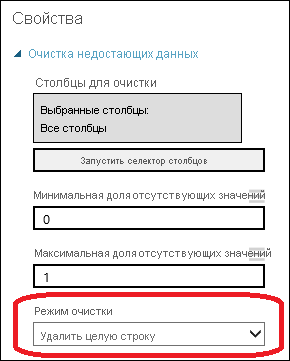 Свойства
Очистка недостающих данных
Столбцы для очистки
Выбранные столбцы:
Все столбцы
Запустить селектор столбцов
Минимальная доля отсутствующих значений
0
Максимальная доля отсутствующих значений
1
Режим очистки
Удалить целую строку